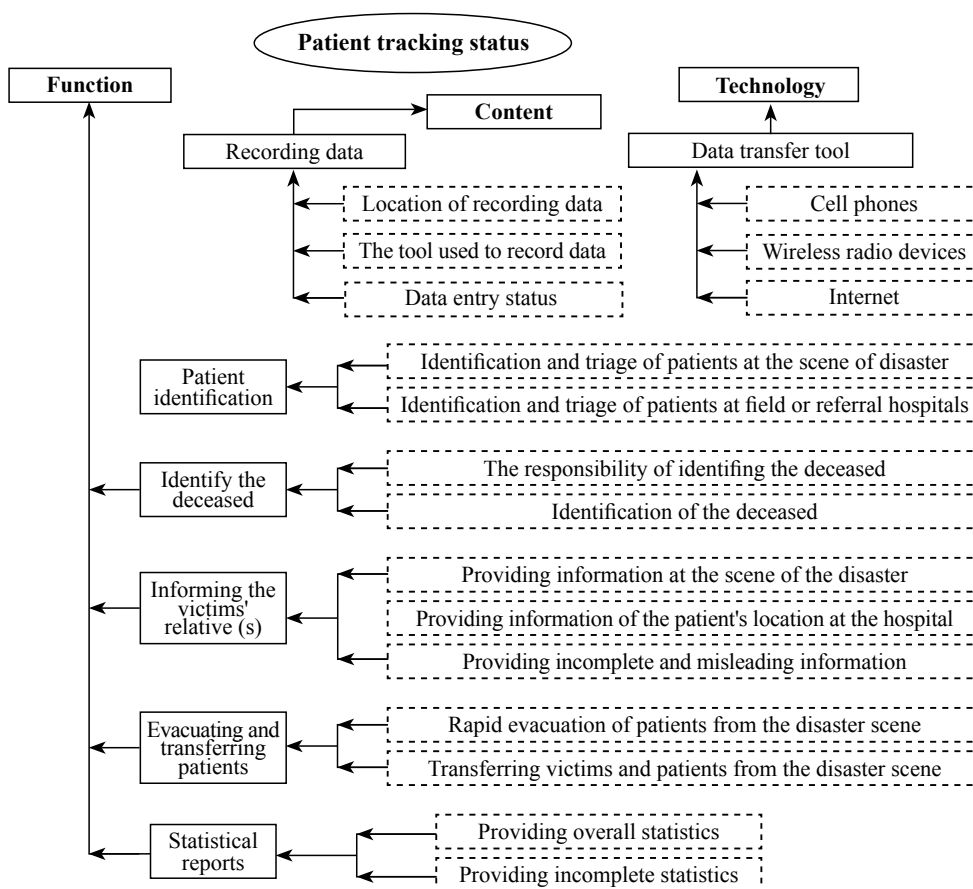 Patient tracking status
Function
Content
Technology
Recording data
Location of recording data
The tool used to record data
Data entry status
Data transfer tool
Cell phones
Wireless radio devices
Internet
Patient
identification
Identification and triage of patients at the scene of disaster
Identification and triage of patients at field or referral hospitals
Identify the
deceased
The responsibility of identifing the deceased
Identification of the deceased
Informing the
victims'
relative (s)
Providing information at the scene of the disaster
Providing information of the patient's location at the hospital
Providing incomplete and misleading information
Evacuating and
transferring
patients
Rapid evacuation of patients from the disaster scene
Transferring victims and patients from the disaster scene
Statistical
reports
Providing overall statistics
Providing incomplete statistics